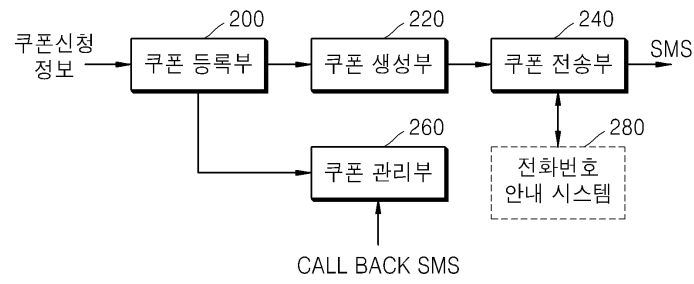 200
220
240
쿠폰신청
정보
쿠폰 등록부
쿠폰 생성부
쿠폰 전송부
SMS
260
280
쿠폰 관리부
전화번호
안내 시스템
CALL BACK SMS